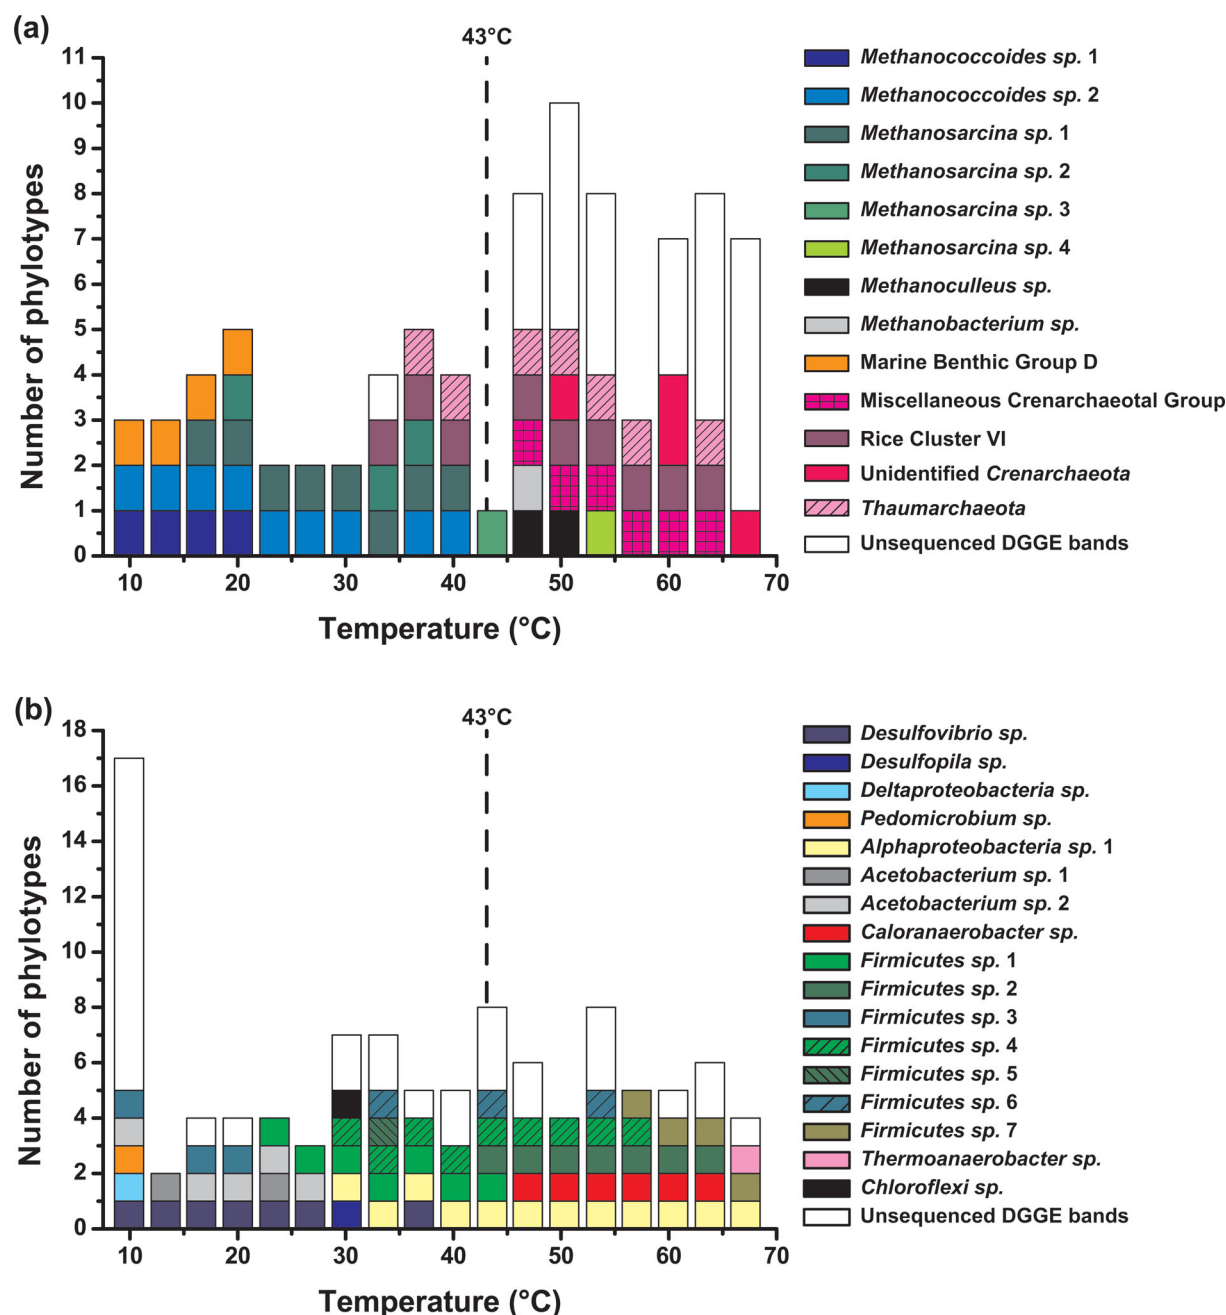 (a)
43°C
11
10
9
8
7
6
5
4
3
2
1
0
Number of phylotypes
10 20 30 40 50 60 70
Temperature (°C)
Methanococcoides sp. 1
Methanococcoides sp. 2
Methanosarcina sp. 1
Methanosarcina sp. 2
Methanosarcina sp. 3
Methanosarcina sp. 4
Methanoculleus sp.
Methanobacterium sp.
Marine Benthic Group D
Miscellaneous Crenarchaeotal Group
Rice Cluster VI
Unidentified Crenarchaeota
Thaumarchaeota
Unsequenced DGGE bands
(b)
43°C
18
16
14
12
10
8
6
4
2
0
Number of phylotypes
10 20 30 40 50 60 70
Temperature (°C)
Desulfovibrio sp.
Desulfopila sp.
Deltaproteobacteria sp.
Pedomicrobium sp.
Alphaproteobacteria sp. 1
Acetobacterium sp. 1
Acetobacterium sp. 2
Caloranaerobacter sp.
Firmicutes sp. 1
Firmicutes sp. 2
Firmicutes sp. 3
Firmicutes sp. 4
Firmicutes sp. 5
Firmicutes sp. 6
Firmicutes sp. 7
Thermoanaerobacter sp.
Chloroflexi sp.
Unsequenced DGGE bands